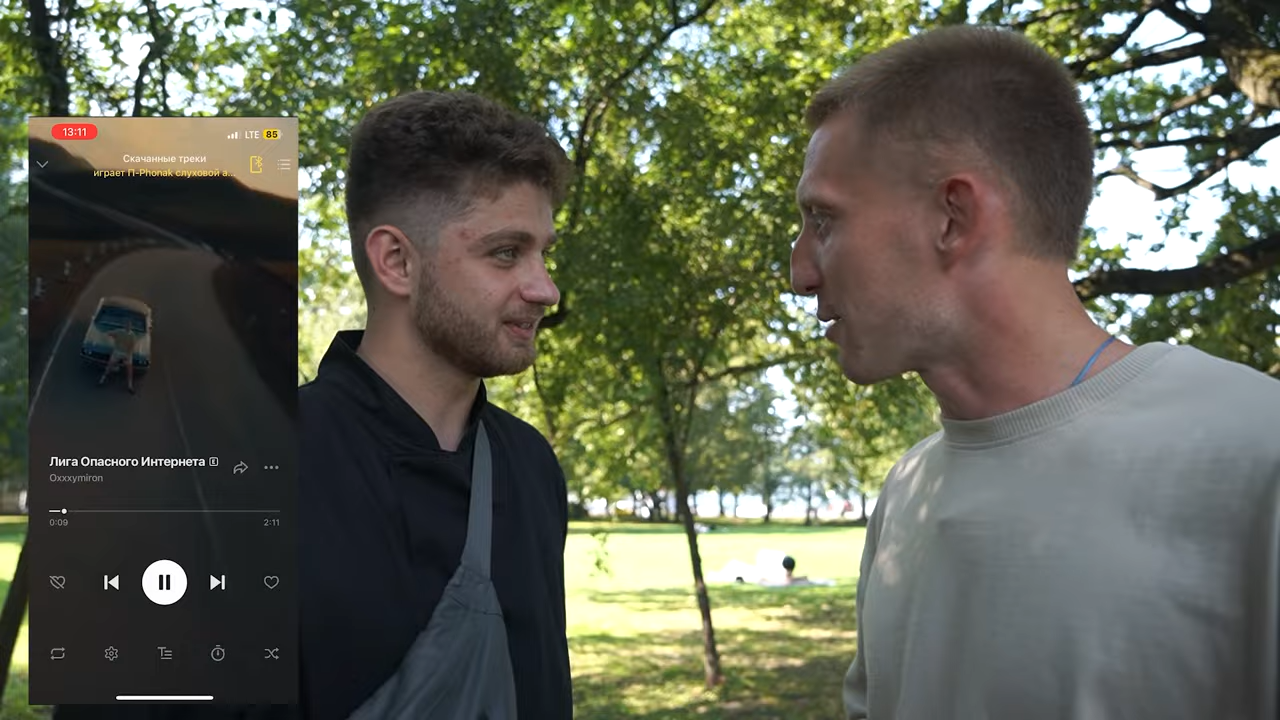 13:11
LTE 85
Скачанные треки
играет П-Phonak слуховой а...
Лига Опасного Интернета E
Oxxxymiron
0:09
2:11